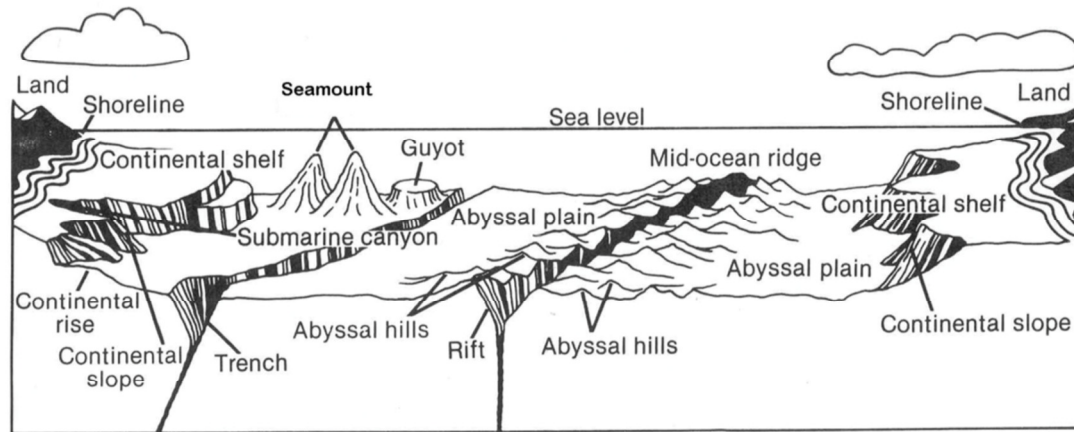 Land
Shoreline
Seamount
Sea level
Shoreline
Land
Continental shelf
Guyot
Mid-ocean ridge
Submarine canyon
Abyssal plain
Continental shelf
Abyssal plain
Continental
rise
Continental
slope
Trench
Abyssal hills
Rift
Abyssal hills
Continental slope